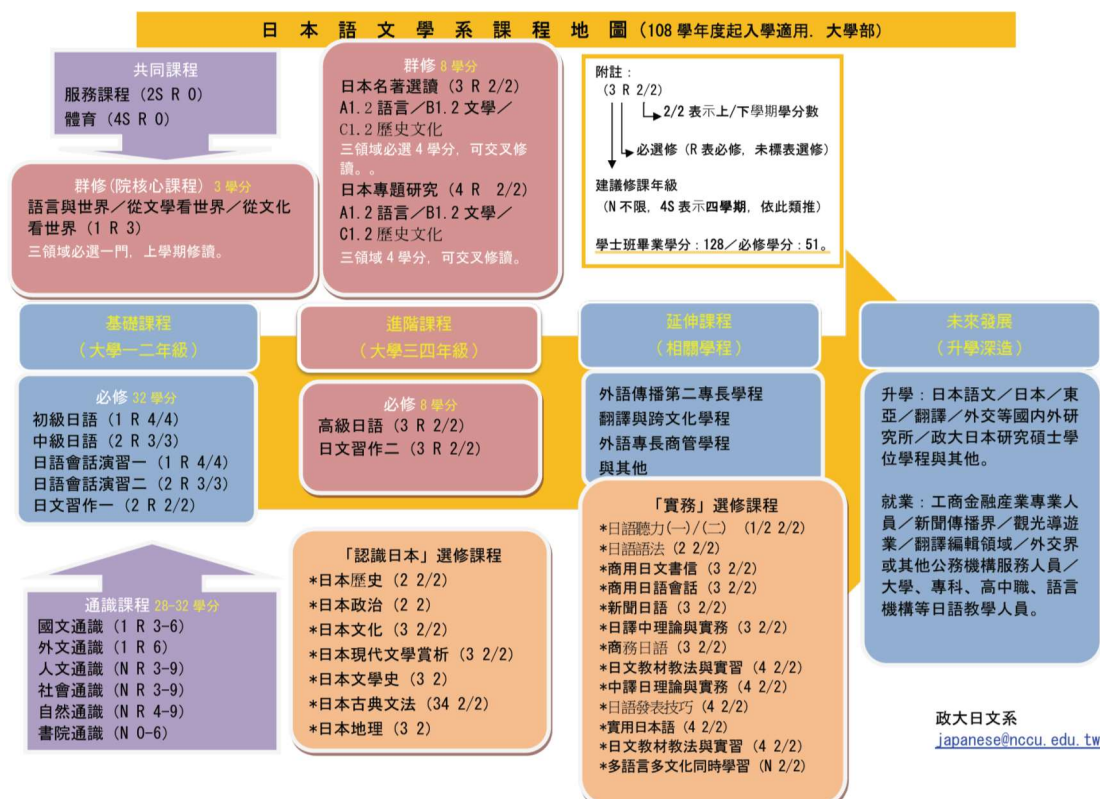 日本語文學系課程地圖(108 學年度起入學適用．大學部)
共同課程
服務課程 (2S R 0)
體育 (4S R 0)
群修(院核心課程) 3 學分
語言與世界／從文學看世界／從文化
看世界 (1 R 3)
三領域必選一門．上學期修讀。
群修 8 學分
日本名著選讀 (3 R 2/2)
A1.2 語言／B1.2 文學／
C1.2 歷史文化
三領域必選 4 學分．可交叉修
讀。。
日本專題研究 (4 R 2/2)
A1.2 語言／B1.2 文學／
C1.2 歷史文化
三領域 4 學分．可交叉修讀。
附註：
(3 R 2/2)
2/2 表示上/下學期學分數
必選修 (R 表必修．未標表選修)
建議修課年級
(N 不限．4S 表示四學期．依此類推)
學士班畢業學分：128／必修學分：51。
基礎課程
(大學一二年級)
必修 32 學分
初級日語 (1 R 4/4)
中級日語 (2 R 3/3)
日語會話演習一 (1 R 4/4)
日語會話演習二 (2 R 3/3)
日文習作一 (2 R 2/2)
通識課程 28-32 學分
國文通識 (1 R 3-6)
外文通識 (1 R 6)
人文通識 (N R 3-9)
社會通識 (N R 3-9)
自然通識 (N R 4-9)
書院通識 (N 0-6)
進階課程
(大學三四年級)
必修 8 學分
高級日語 (3 R 2/2)
日文習作二 (3 R 2/2)
「認識日本」選修課程
*日本歷史 (2 2/2)
*日本政治 (2 2)
*日本文化 (3 2/2)
*日本現代文學賞析 (3 2/2)
*日本文學史 (3 2)
*日本古典文法 (34 2/2)
*日本地理 (3 2)
延伸課程
(相關學程)
外語傳播第二專長學程
翻譯與跨文化學程
外語專長商管學程
與其他
「實務」選修課程
*日語聽力(一)/(二) (1/2 2/2)
*日語語法 (2 2/2)
*商用日文書信 (3 2/2)
*商用日語會話 (3 2/2)
*新聞日語 (3 2/2)
*日譯中理論與實務 (3 2/2)
*商務日語 (3 2/2)
*日文教材教法與實習 (4 2/2)
*中譯日理論與實務 (4 2/2)
*日語發表技巧 (4 2/2)
*實用日本語 (4 2/2)
*日文教材教法與實習 (4 2/2)
*多語言多文化同時學習 (N 2/2)
未來發展
(升學深造)
升學：日本語文／日本／東
亞／翻譯／外交等國內外研
究所／政大日本研究碩士學
位學程與其他。
就業：工商金融產業專業人
員／新聞傳播界／觀光導遊
業／翻譯編輯領域／外交界
或其他公務機構服務人員／
大學、專科、高中職、語言
機構等日語教學人員。
政大日文系
japanese@nccu.edu.tw